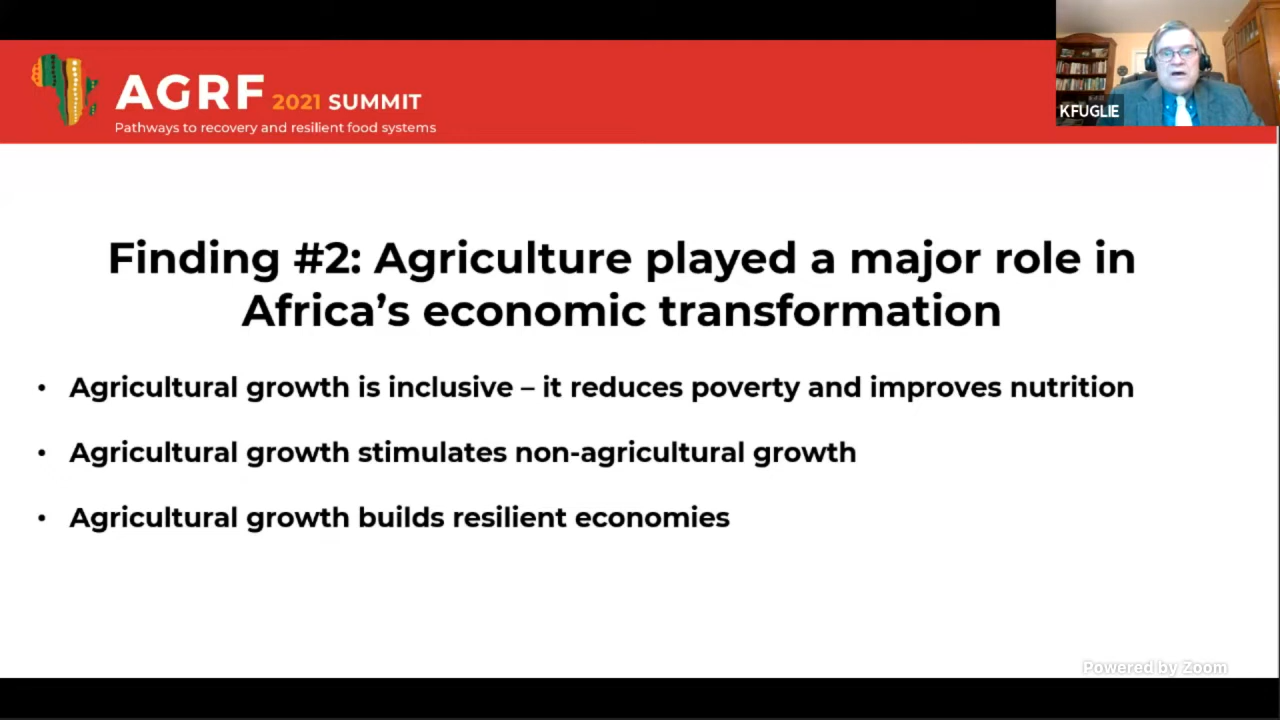 AGRF 2021 SUMMIT
Pathways to recovery and resilient food systems
KFUGLIE
Finding #2: Agriculture played a major role in
Africa’s economic transformation
• Agricultural growth is inclusive – it reduces poverty and improves nutrition
• Agricultural growth stimulates non-agricultural growth
• Agricultural growth builds resilient economies
Powered by Zoom